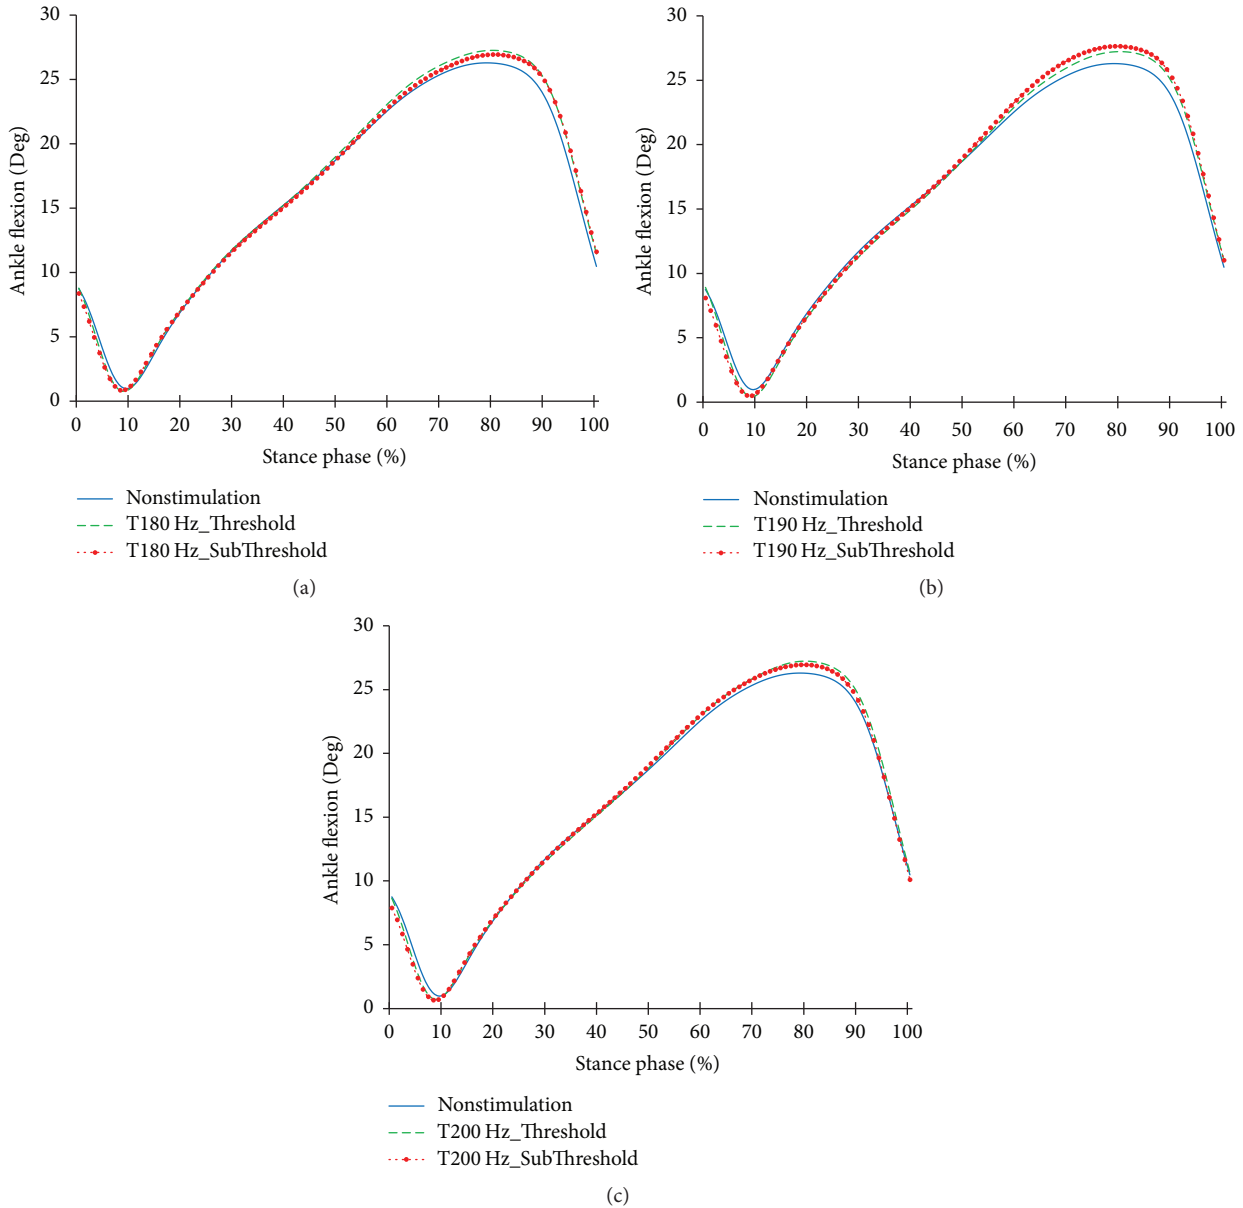 30
25
20
15
10
5
0
Ankle flexion (Deg)
0 10 20 30 40 50 60 70 80 90 100
Stance phase (%)
Nonstimulation
T180 Hz_Threshold
T180 Hz_SubThreshold
(a)
30
25
20
15
10
5
0
Ankle flexion (Deg)
0 10 20 30 40 50 60 70 80 90 100
Stance phase (%)
Nonstimulation
T190 Hz_Threshold
T190 Hz_SubThreshold
(b)
30
25
20
15
10
5
0
Ankle flexion (Deg)
0 10 20 30 40 50 60 70 80 90 100
Stance phase (%)
Nonstimulation
T200 Hz_Threshold
T200 Hz_SubThreshold
(c)